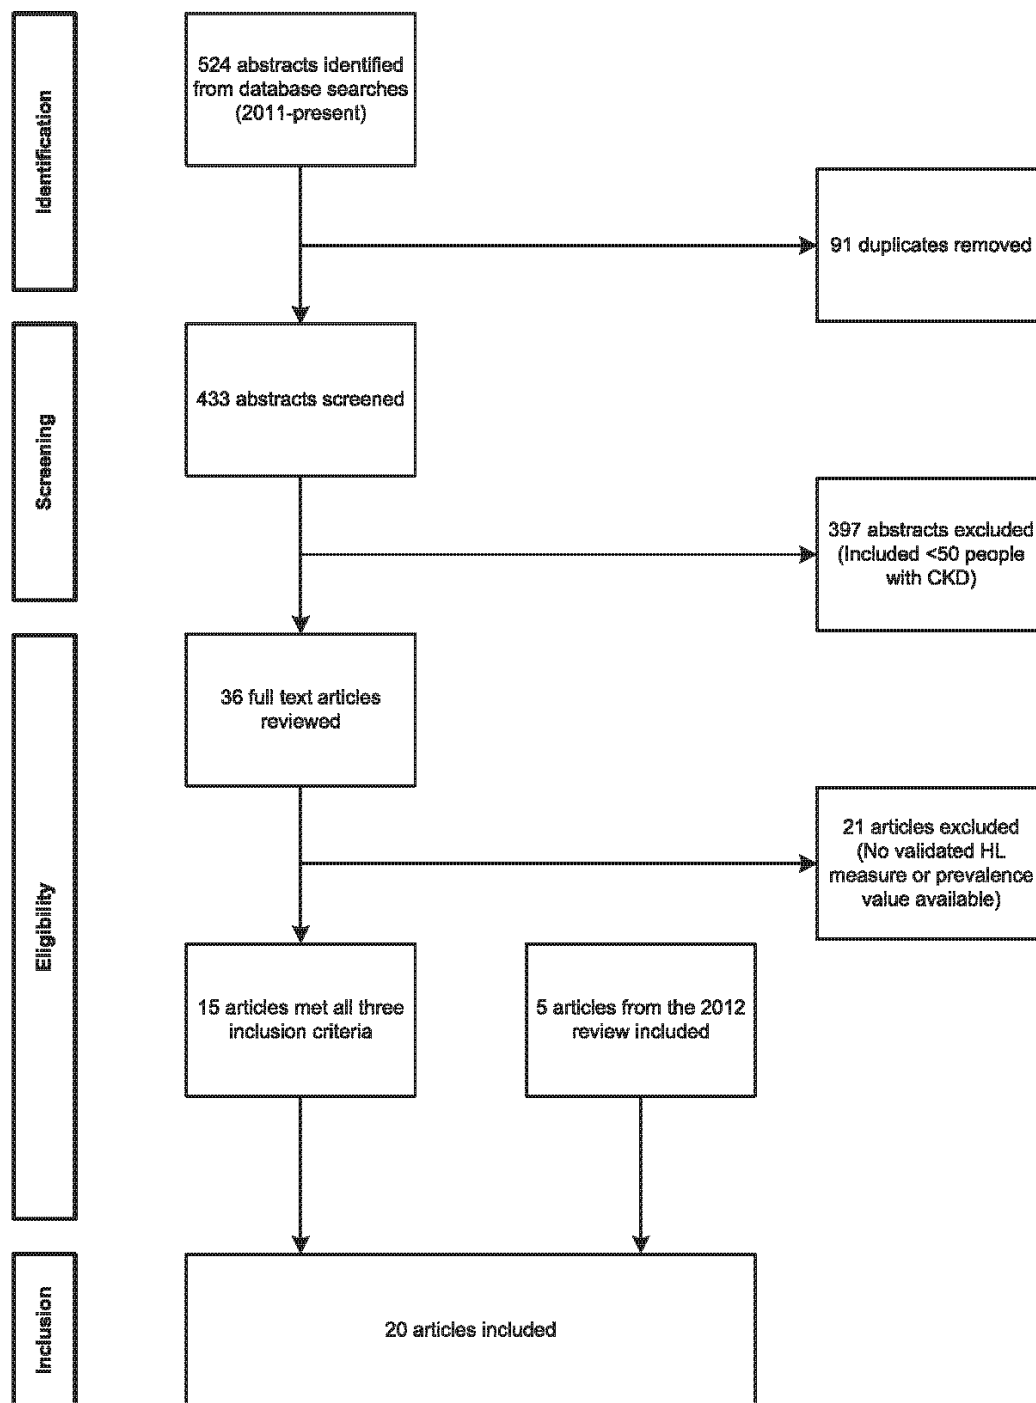 Identification
524 abstracts identified
from database searches
(2011-present)
91 duplicates removed
Screening
433 abstracts screened
397 abstracts excluded
(Included <50 people
with CKD)
Eligibility
36 full text articles
reviewed
21 articles excluded
(No validated HL
measure or prevalence
value available)
15 articles met all three
inclusion criteria
5 articles from the 2012
review included
Inclusion
20 articles included